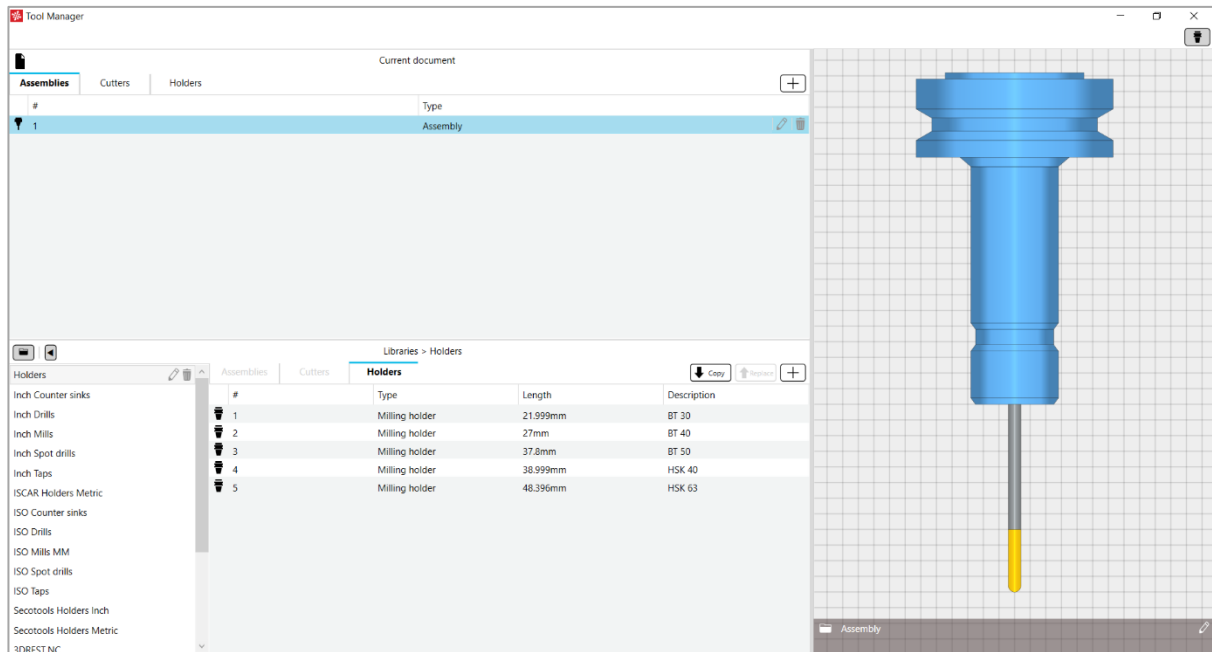 Tool Manager
Current document
Assemblies Cutters Holders
# Type
1 Assembly
Libraries > Holders
Holders
Inch Counter sinks
Inch Drills
Inch Mills
Inch Spot drills
Inch Taps
ISCAR Holders Metric
ISO Counter sinks
ISO Drills
ISO Mills MM
ISO Spot drills
ISO Taps
Secotools Holders Inch
Secotools Holders Metric
3DREST.NC
Assemblies Cutters Holders Copy Replace
# Type Length Description
1 Milling holder 21.999mm BT 30
2 Milling holder 27mm BT 40
3 Milling holder 37.8mm BT 50
4 Milling holder 38.999mm HSK 40
5 Milling holder 48.396mm HSK 63
Assembly